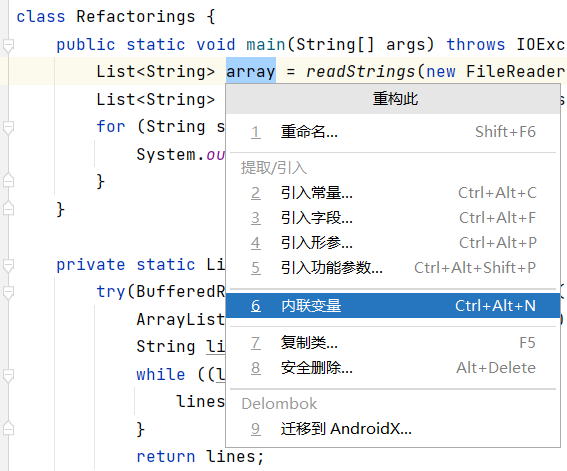 class Refactorings {
public static void main(String[] args) throws IOExc
List<String> array = readStrings(new FileReader
List<String>
重构此
for (String s
1 重命名... Shift+F6
System.ou
提取/引入
}
2 引入常量... Ctrl+Alt+C
}
3 引入字段... Ctrl+Alt+F
4 引入形参... Ctrl+Alt+P
private static Li
5 引入功能参数... Ctrl+Alt+Shift+P
try(BufferedR
6 内联变量 Ctrl+Alt+N
ArrayList
String li
7 复制类... F5
while ((l
8 安全删除... Alt+Delete
lines
Delombok
}
9 迁移到 AndroidX...
return lines;